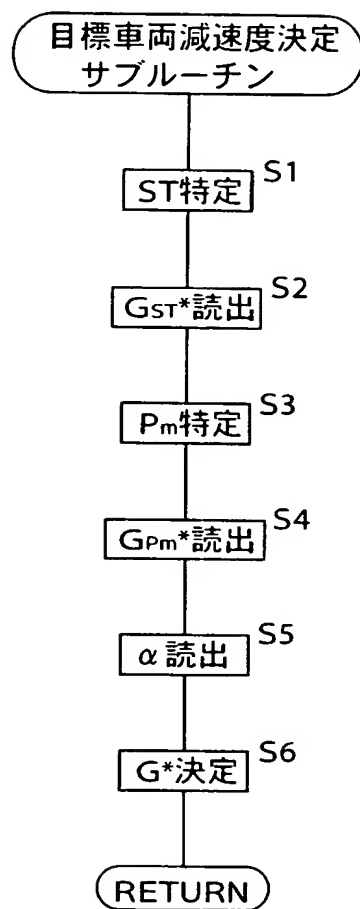 目標車両減速度決定
サブルーチン
S1
ST特定
S2
GST*読出
S3
Pm特定
S4
GPm*読出
S5
α読出
S6
G*決定
RETURN